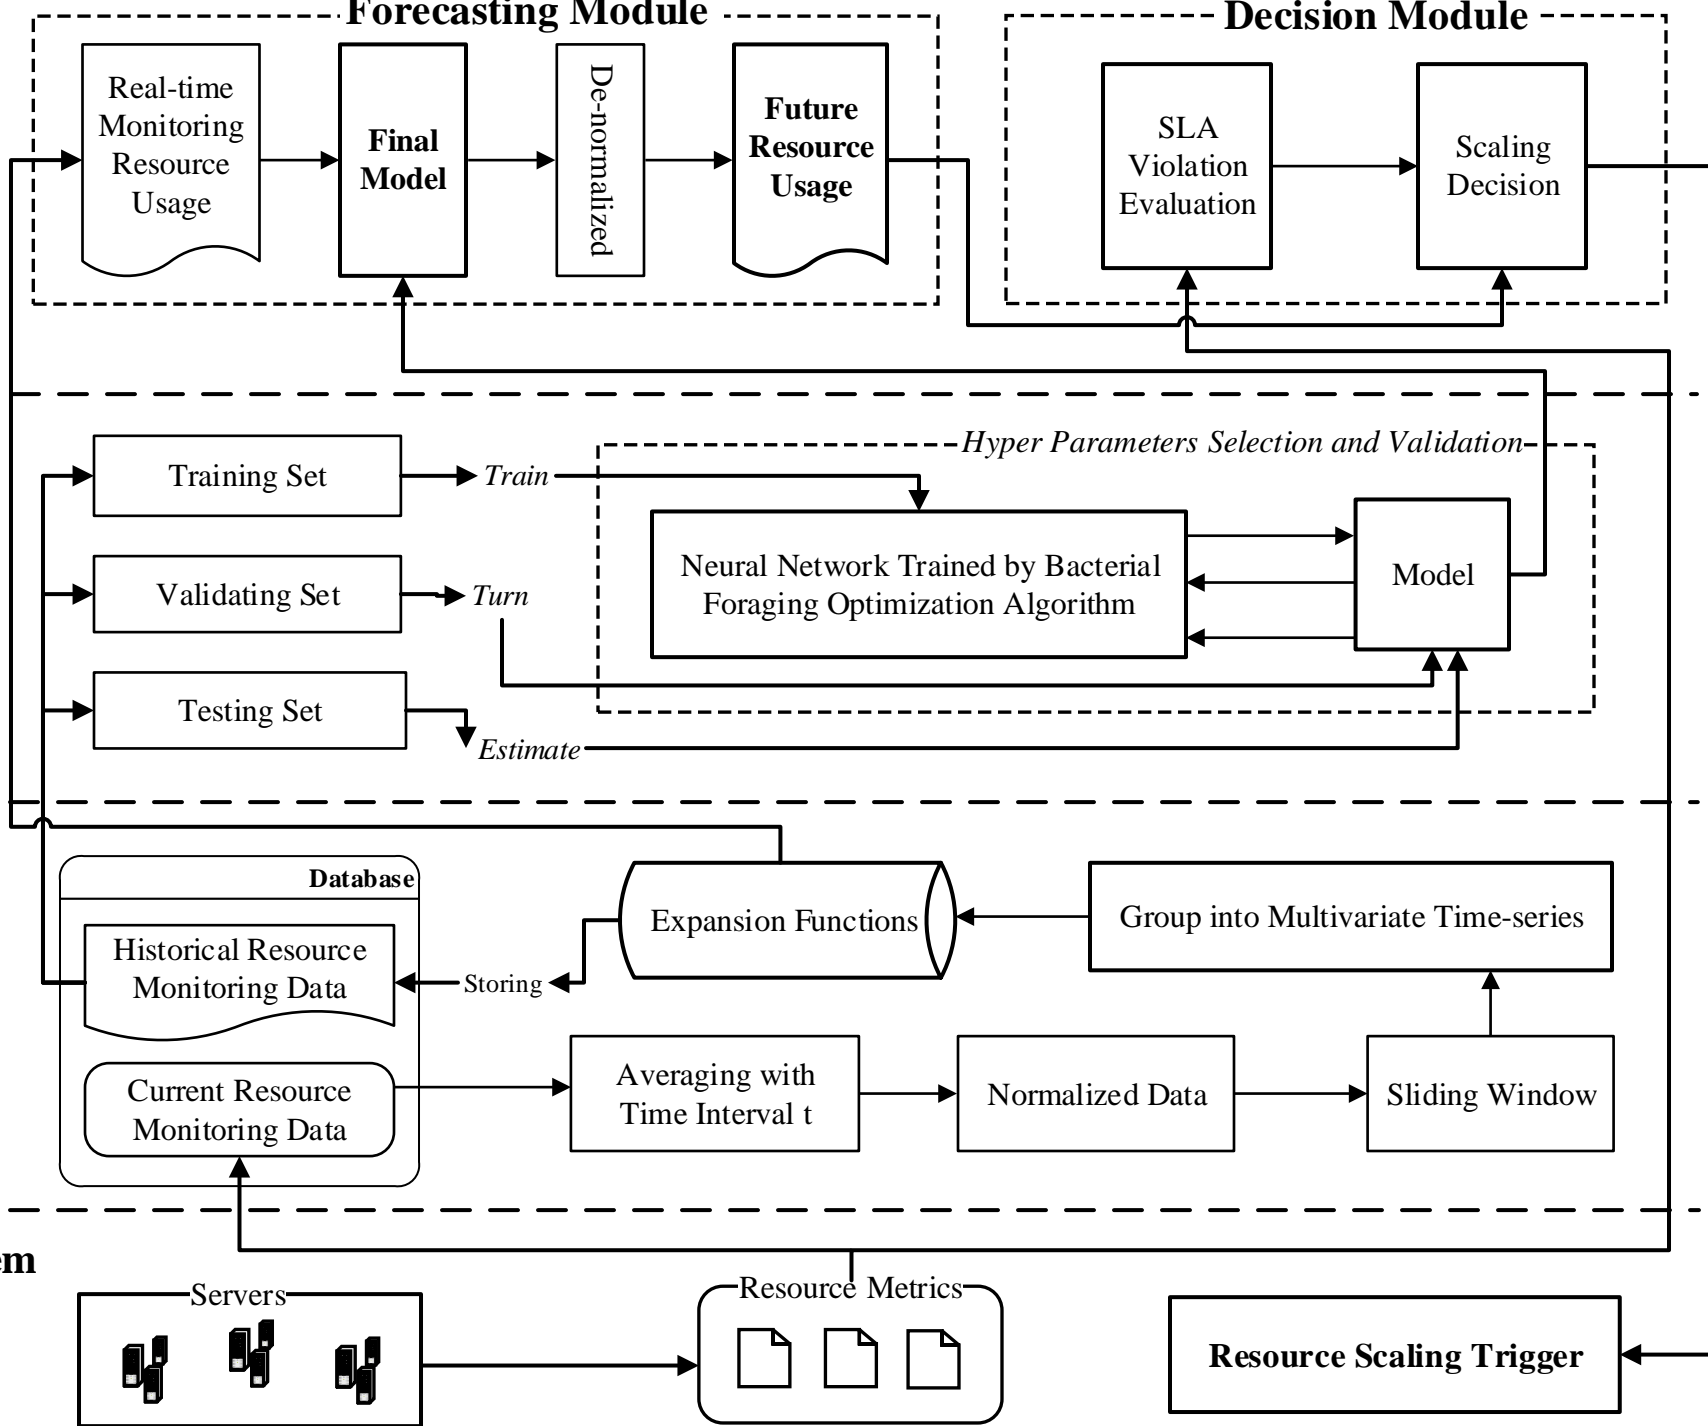 Forecasting Module
Decision Module
Real-time
Monitoring
Resource
Usage
Final
Model
De-normalized
Future
Resource
Usage
SLA
Violation
Evaluation
Scaling
Decision
Hyper Parameters Selection and Validation
Training Set
Train
Neural Network Trained by Bacterial
Foraging Optimization Algorithm
Model
Validating Set
Turn
Testing Set
Estimate
Database
Historical Resource
Monitoring Data
Storing
Expansion Functions
Group into Multivariate Time-series
Current Resource
Monitoring Data
Averaging with
Time Interval t
Normalized Data
Sliding Window
em
Servers
Resource Metrics
Resource Scaling Trigger